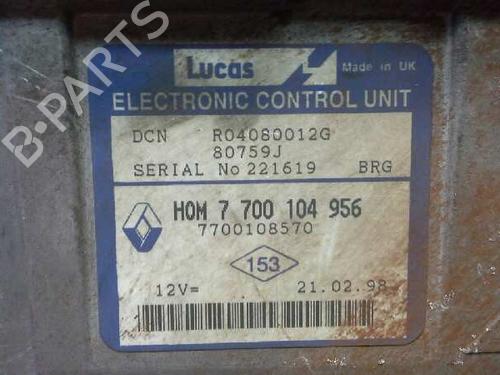 B-PARTS
Lucas
Made in UK
ELECTRONIC CONTROL UNIT
DCN R04080012G
80759J
SERIAL No 221619 BRG
HOM 7 700 104 956
7700108570
153
12V= 21.02.98